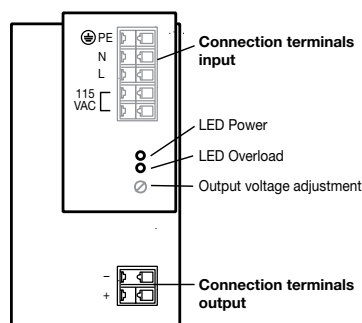 PE
N
L
115
VAC
Connection terminals
input
LED Power
LED Overload
Output voltage adjustment
–
+
Connection terminals
output